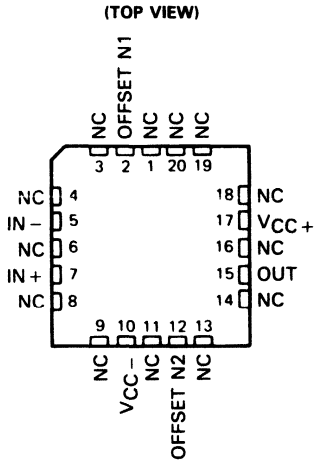 (TOP VIEW)
NC OFFSET N1 NC NC NC
3 2 1 20 19
NC 4 18 NC
IN- 5 17 VCC+
NC 6 16 NC
IN+ 7 15 OUT
NC 8 14 NC
9 10 11 12 13
NC VCC- NC OFFSET N2 NC